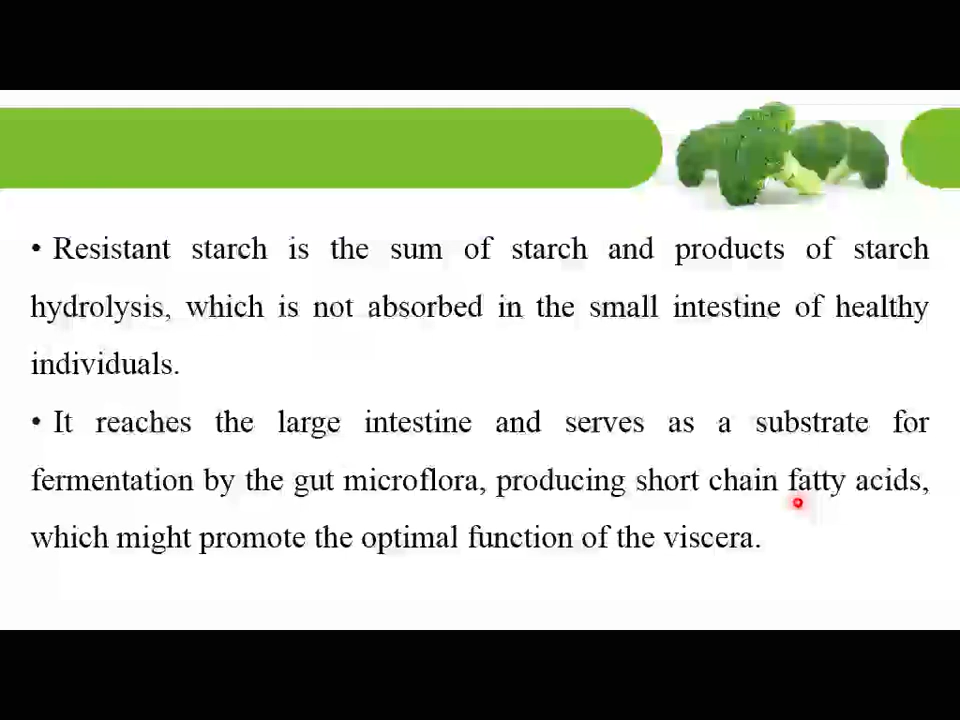 • Resistant starch is the sum of starch and products of starch
hydrolysis, which is not absorbed in the small intestine of healthy
individuals.
• It reaches the large intestine and serves as a substrate for
fermentation by the gut microflora, producing short chain fatty acids,
which might promote the optimal function of the viscera.